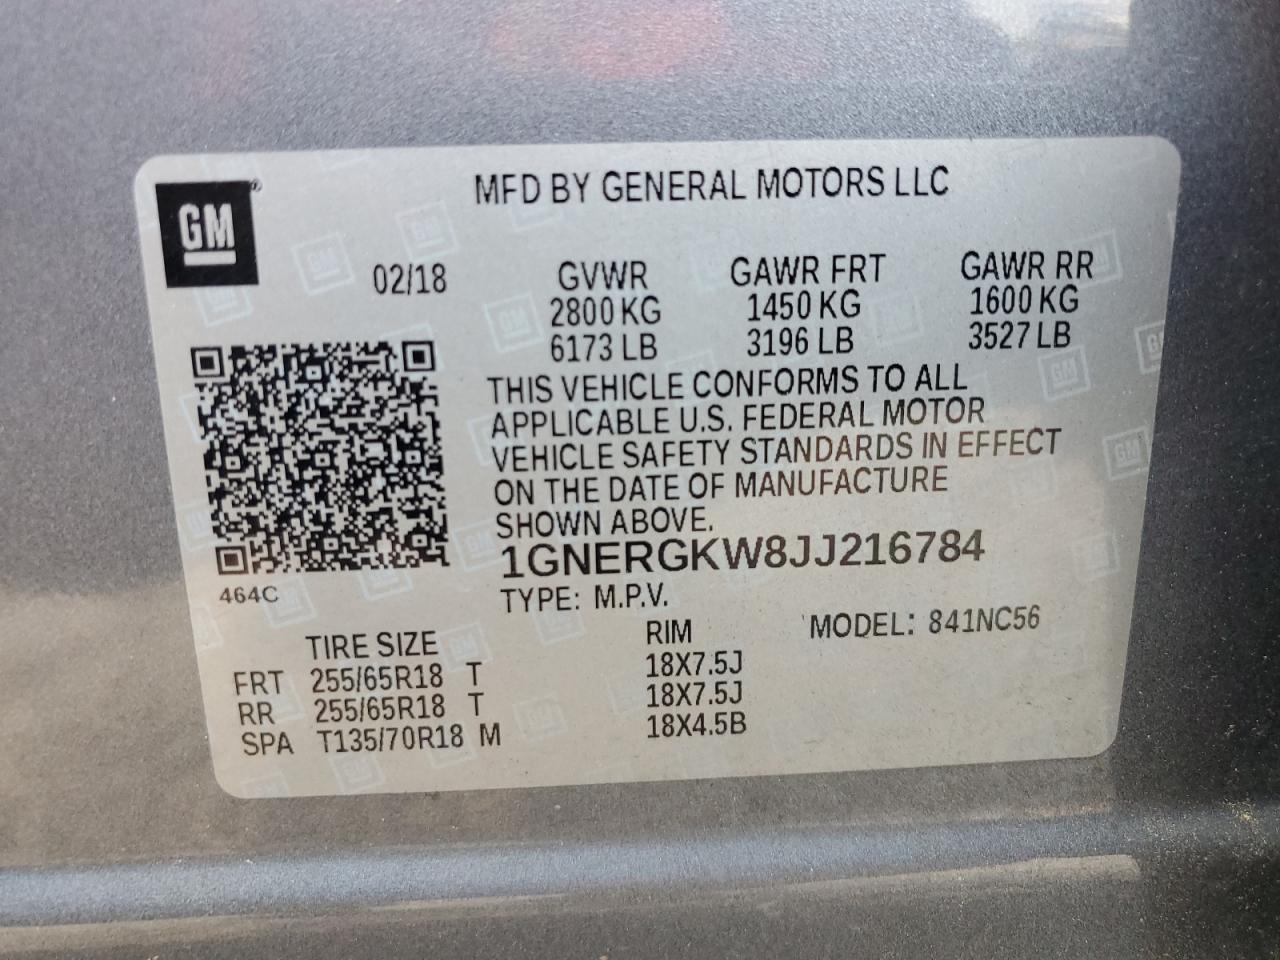 MFD BY GENERAL MOTORS LLC
GM ®
02/18 GVWR GAWR FRT GAWR RR
2800 KG 1450 KG 1600 KG
6173 LB 3196 LB 3527 LB
THIS VEHICLE CONFORMS TO ALL
APPLICABLE U.S. FEDERAL MOTOR
VEHICLE SAFETY STANDARDS IN EFFECT
ON THE DATE OF MANUFACTURE
SHOWN ABOVE.
1GNERGKW8JJ216784
464C
TYPE: M.P.V.
MODEL: 841NC56
TIRE SIZE RIM
FRT 255/65R18 T 18X7.5J
RR 255/65R18 T 18X7.5J
SPA T135/70R18 M 18X4.5B